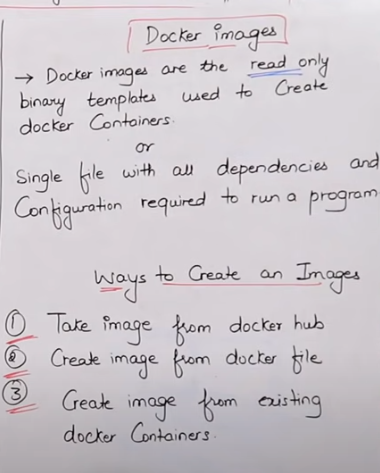 Docker images
→ Docker images are the read only
binary templates used to Create
docker Containers.
or
Single file with all dependencies and
Configuration required to run a program
Ways to Create an Images
① Take image from docker hub
② Create image from docker file
③ Create image from existing
docker Containers.